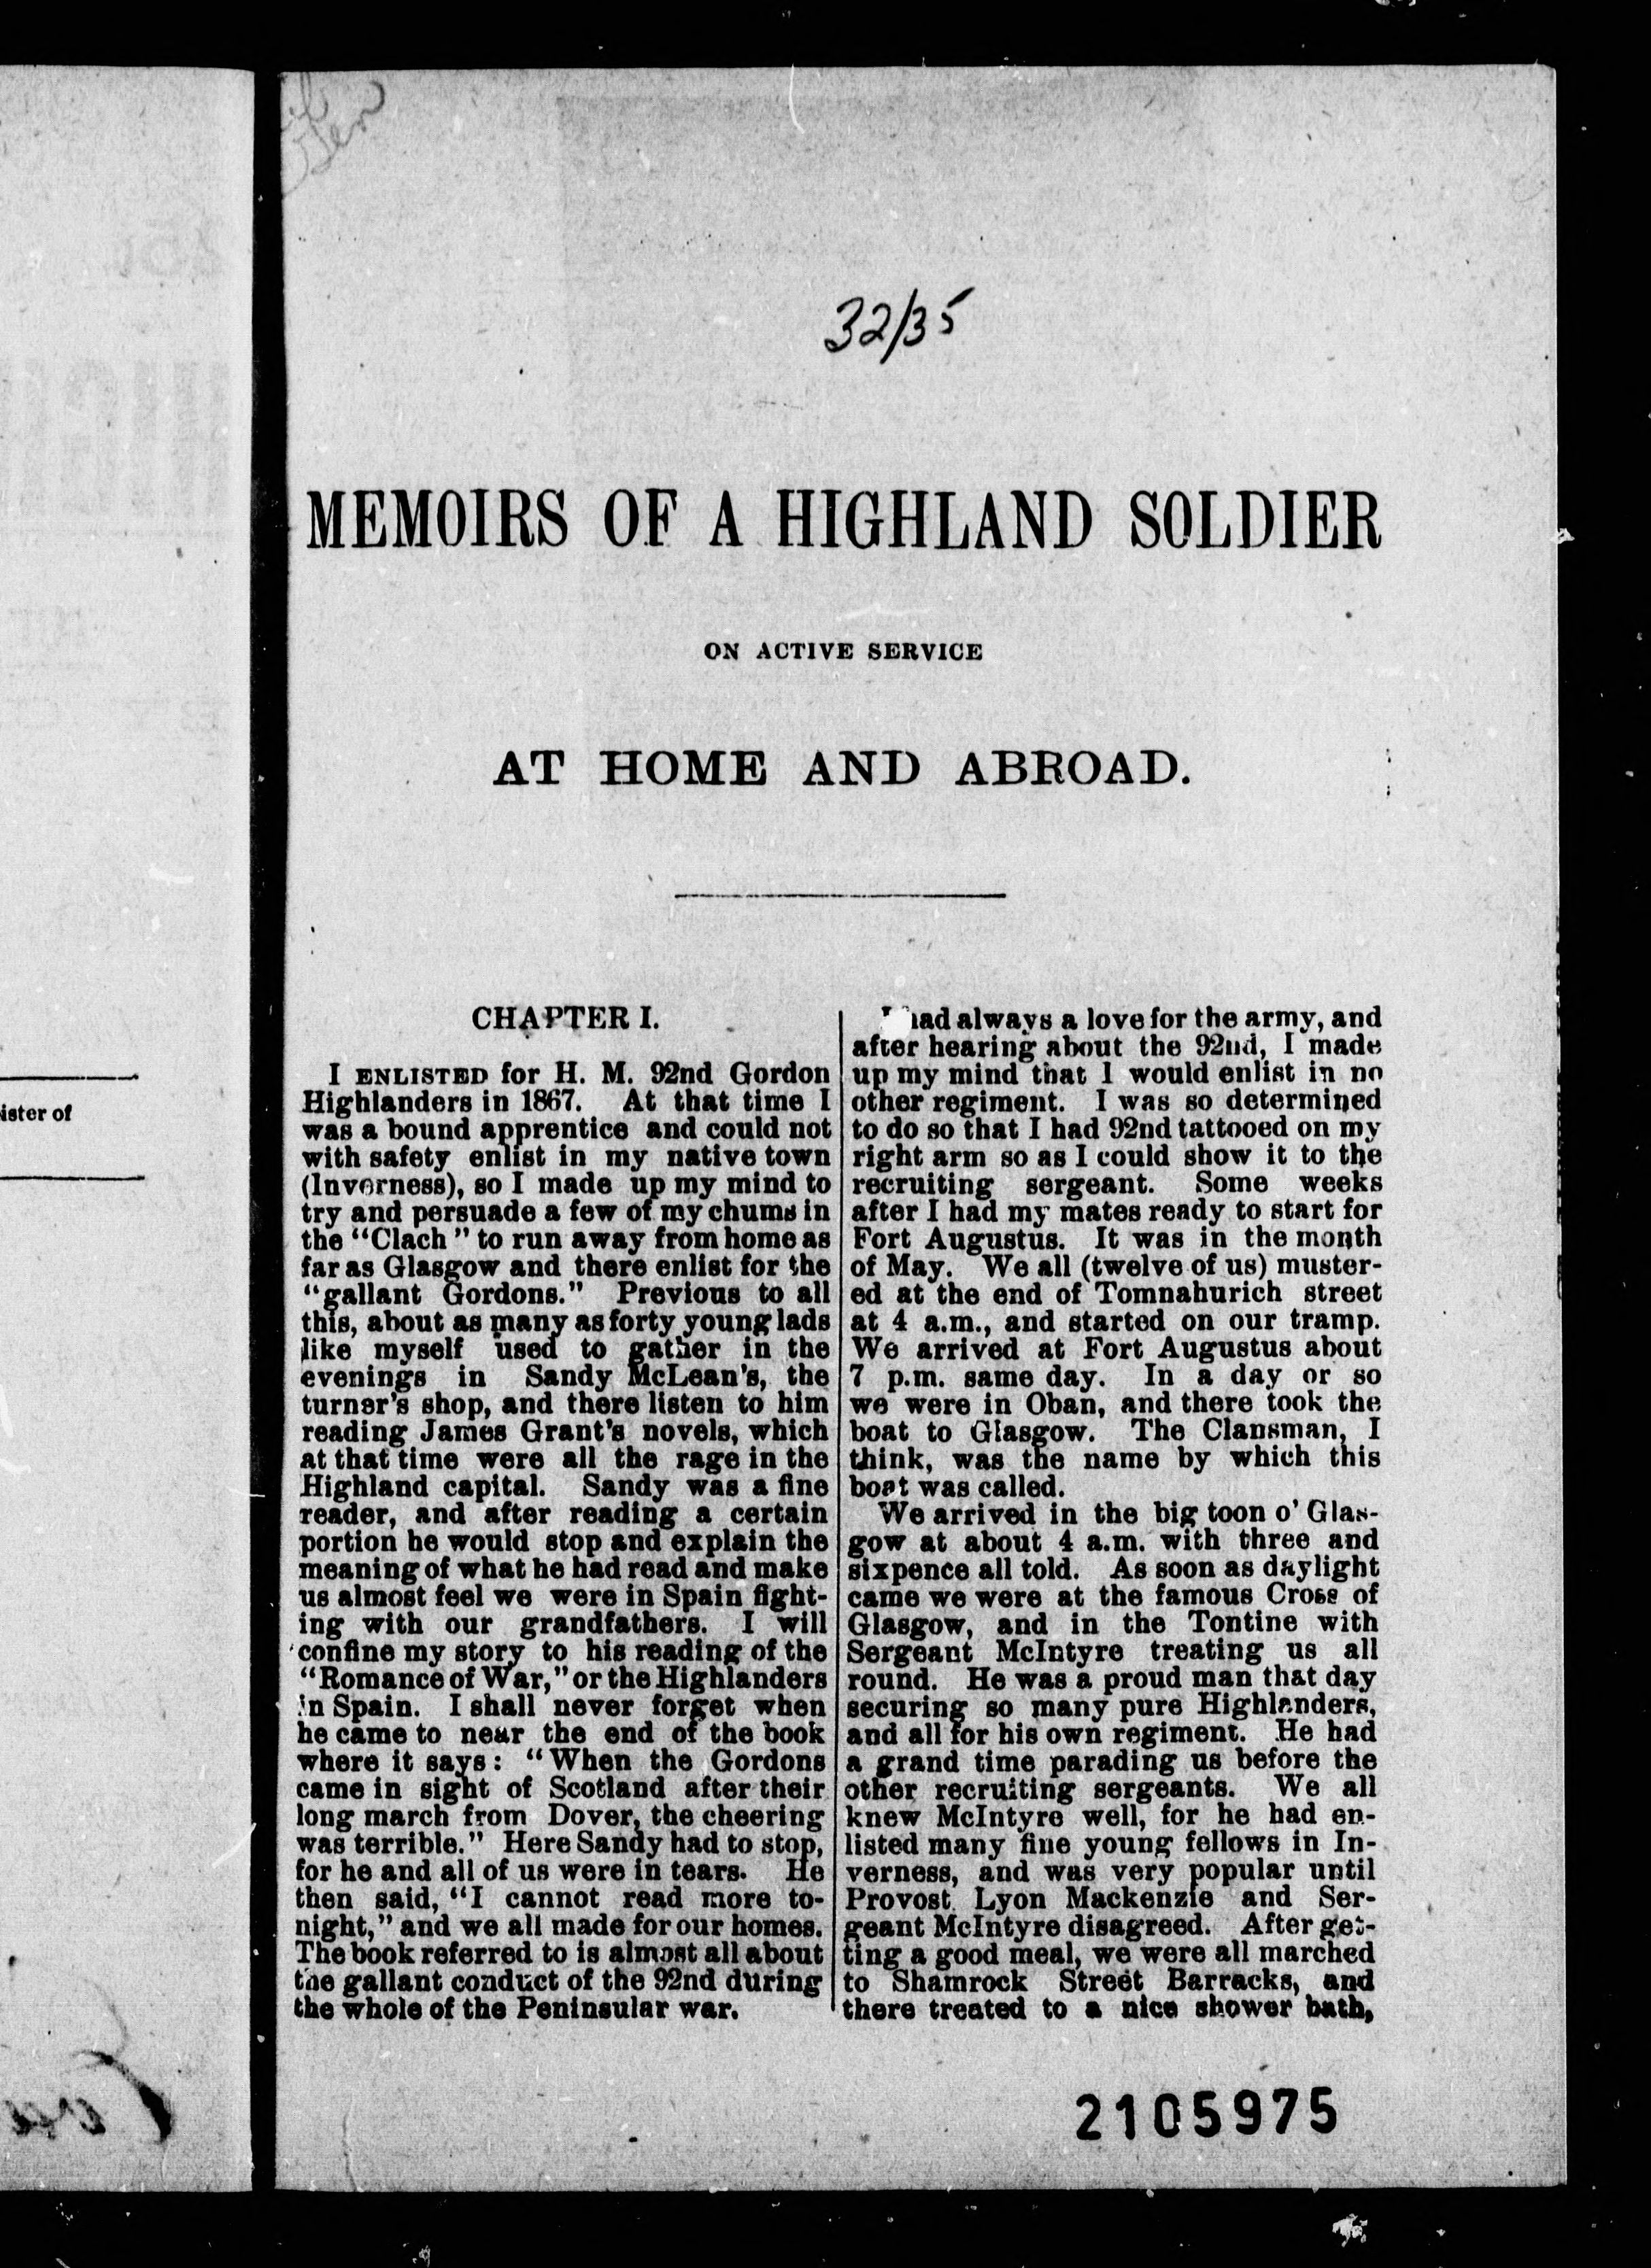 ister of
32/35
MEMOIRS OF A HIGHLAND SOLDIER
ON ACTIVE SERVICE
AT HOME AND ABROAD.
CHAPTER I.
I ENLISTED for H. M. 92nd Gordon
Highlanders in 1867. At that time I
was a bound apprentice and could not
with safety enlist in my native town
(Inverness), so I made up my mind to
try and persuade a few of my chums in
the "Clach" to run away from home as
far as Glasgow and there enlist for the
"gallant Gordons." Previous to all
this, about as many as forty young lads
like myself used to gather in the
evenings in Sandy McLean's, the
turner's shop, and there listen to him
reading James Grant's novels, which
at that time were all the rage in the
Highland capital. Sandy was a fine
reader, and after reading a certain
portion he would stop and explain the
meaning of what he had read and make
us almost feel we were in Spain fight-
ing with our grandfathers. I will
confine my story to his reading of the
"Romance of War," or the Highlanders
in Spain. I shall never forget when
he came to near the end of the book
where it says: "When the Gordons
came in sight of Scotland after their
long march from Dover, the cheering
was terrible." Here Sandy had to stop,
for he and all of us were in tears. He
then said, "I cannot read more to-
night," and we all made for our homes.
The book referred to is almost all about
the gallant conduct of the 92nd during
the whole of the Peninsular war.
I had always a love for the army, and
after hearing about the 92nd, I made
up my mind that I would enlist in no
other regiment. I was so determined
to do so that I had 92nd tattooed on my
right arm so as I could show it to the
recruiting sergeant. Some weeks
after I had my mates ready to start for
Fort Augustus. It was in the month
of May. We all (twelve of us) muster-
ed at the end of Tomnahurich street
at 4 a.m., and started on our tramp.
We arrived at Fort Augustus about
7 p.m. same day. In a day or so
we were in Oban, and there took the
boat to Glasgow. The Clansman, I
think, was the name by which this
boat was called.
We arrived in the big toon o' Glas-
gow at about 4 a.m. with three and
sixpence all told. As soon as daylight
came we were at the famous Cross of
Glasgow, and in the Tontine with
Sergeant McIntyre treating us all
round. He was a proud man that day
securing so many pure Highlanders,
and all for his own regiment. He had
a grand time parading us before the
other recruiting sergeants. We all
knew McIntyre well, for he had en-
listed many fine young fellows in In-
verness, and was very popular until
Provost Lyon Mackenzie and Ser-
geant McIntyre disagreed. After get-
ting a good meal, we were all marched
to Shamrock Street Barracks, and
there treated to a nice shower bath,
2105975